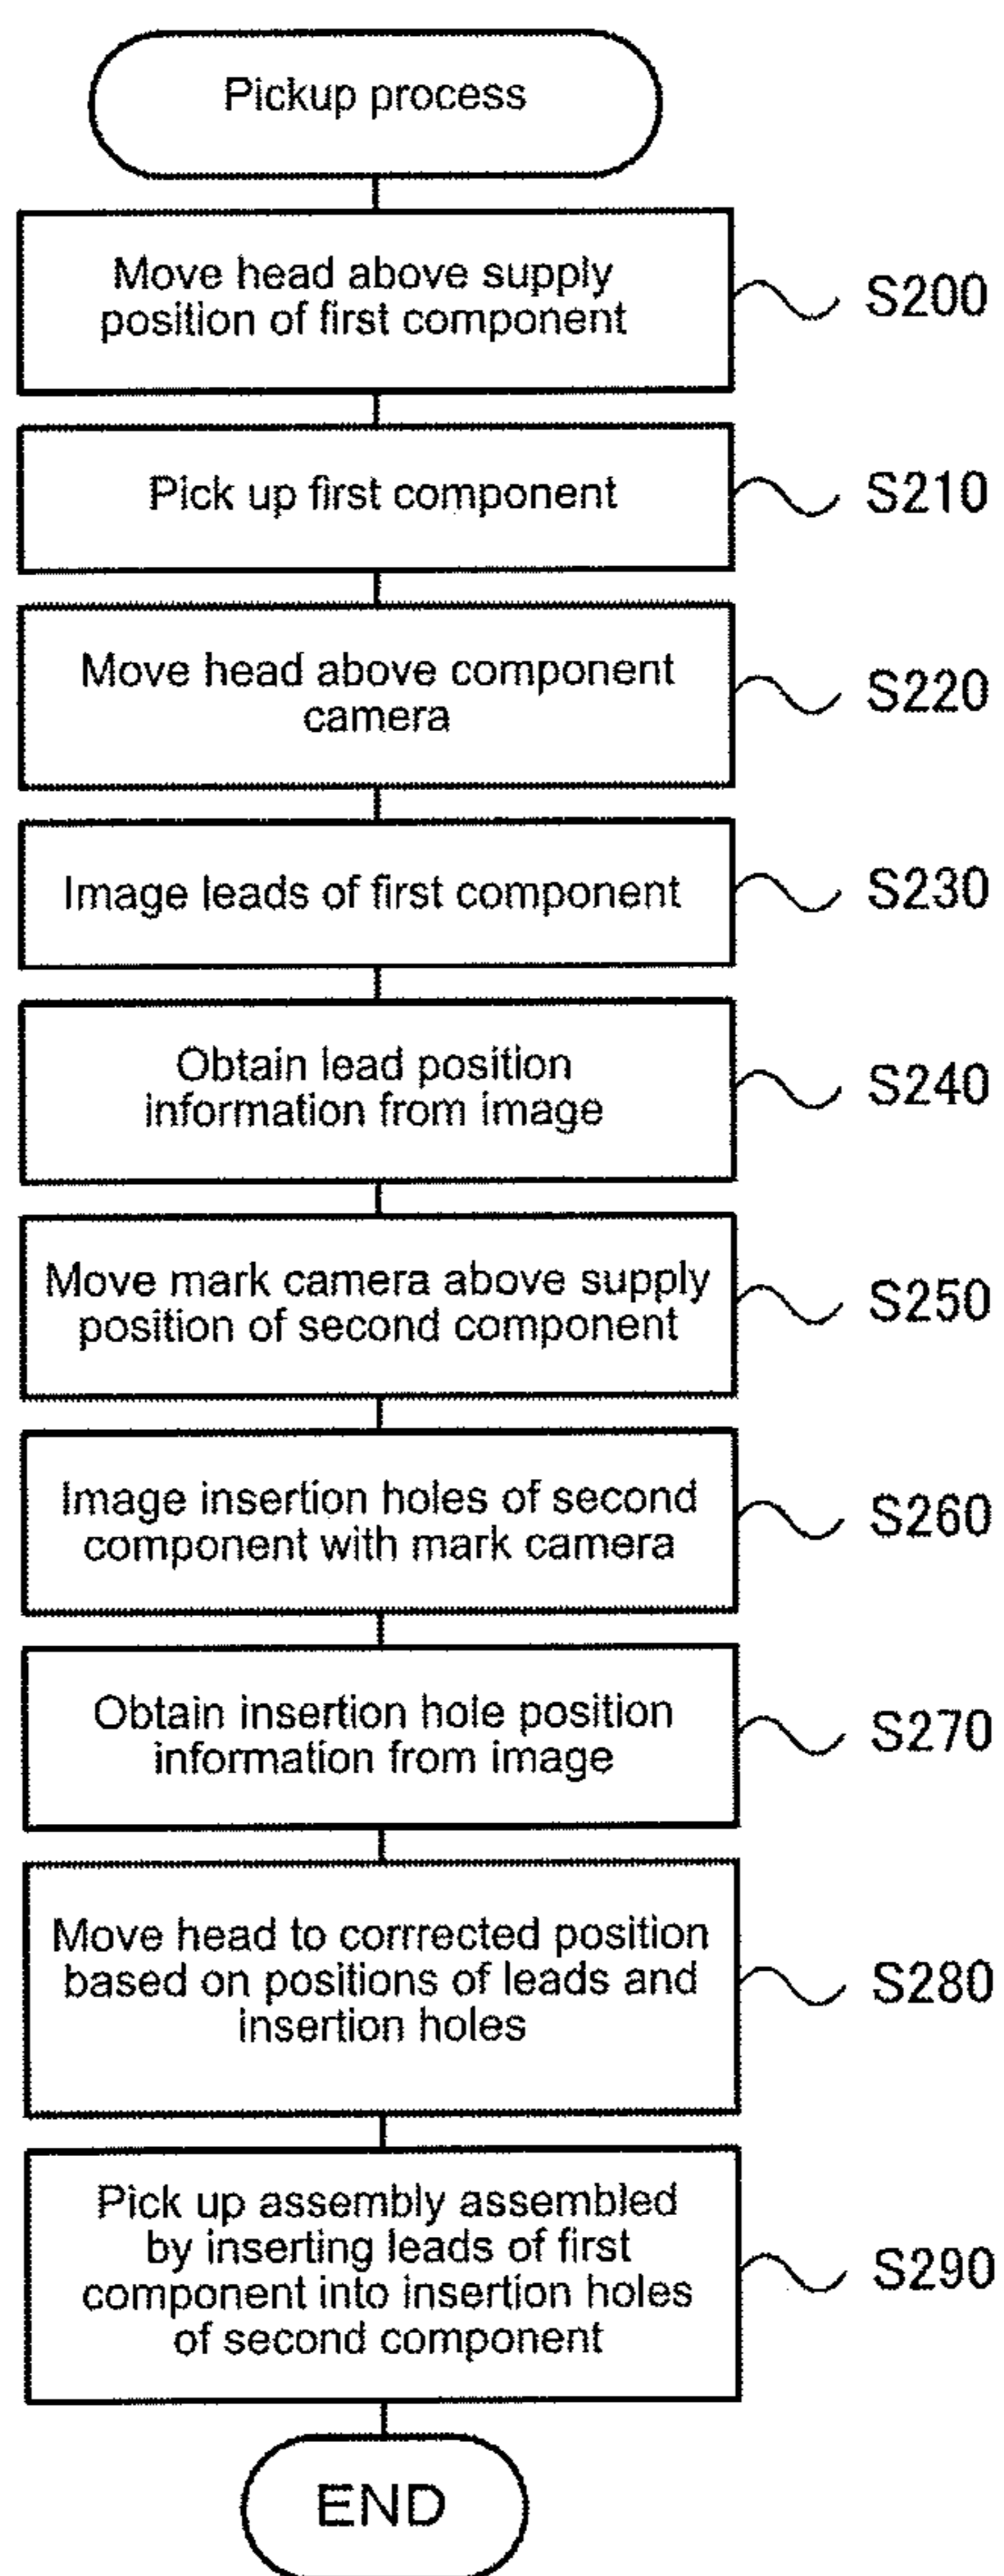 Pickup process
Move head above supply
position of first component
S200
Pick up first component
S210
Move head above component
camera
S220
Image leads of first component
S230
Obtain lead position
information from image
S240
Move mark camera above supply
position of second component
S250
Image insertion holes of second
component with mark camera
S260
Obtain insertion hole position
information from image
S270
Move head to corrrected position
based on positions of leads and
insertion holes
S280
Pick up assembly assembled
by inserting leads of first
component into insertion holes
of second component
S290
END